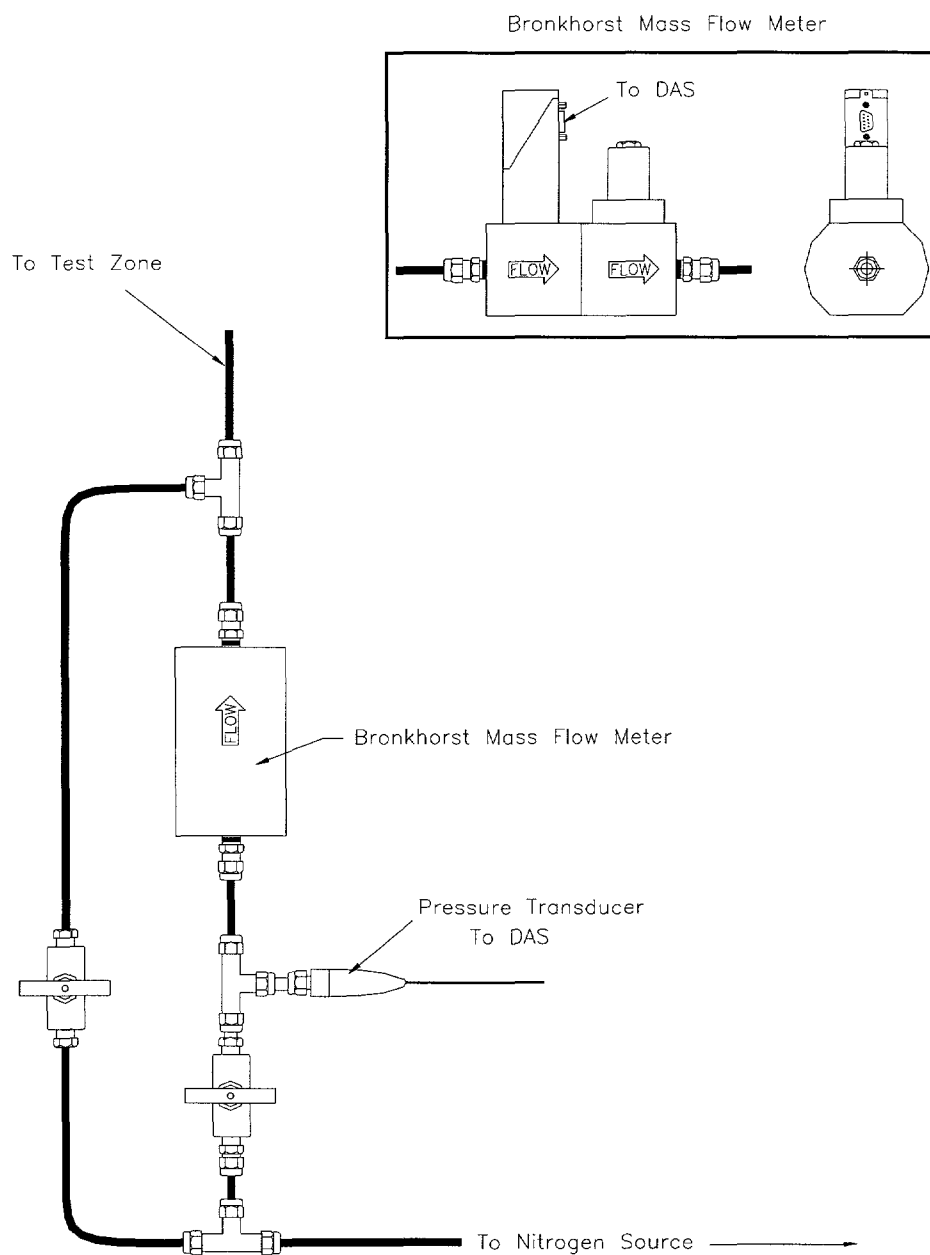 Bronkhorst Mass Flow Meter
To DAS
FLOW
FLOW
To Test Zone
FLOW
Bronkhorst Mass Flow Meter
Pressure Transducer
To DAS
To Nitrogen Source